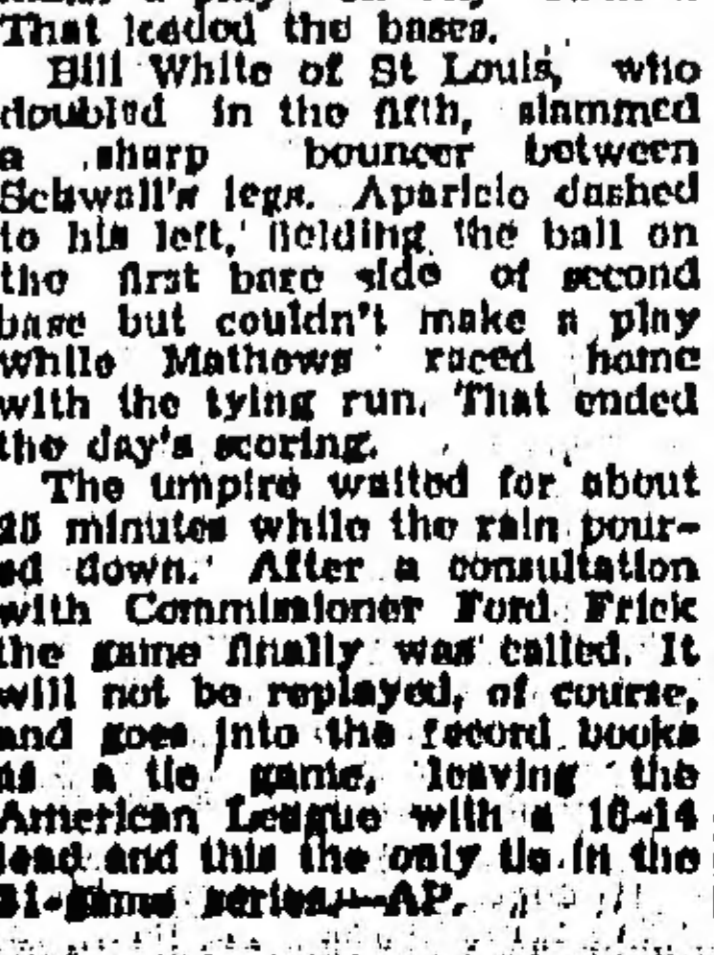 That loaded the bases.
Bill White of St Louis, who
doubled in the fifth, slammed
a sharp bouncer between
Schwall's legs. Aparicio dashed
to his left, fielding the ball on
the first base side of second
base but couldn't make a play
while Mathews raced home
with the tying run. That ended
the day's scoring.
The umpire waited for about
minutes while the rain pour-
ed down. After a consultation
with Commissioner Ford Frick
the game finally was called. It
will not be replayed, of course,
and goes into the record books
as a tie game, leaving the
American League with a 16-14
lead and this the only tie in the
31-game series.—AP.